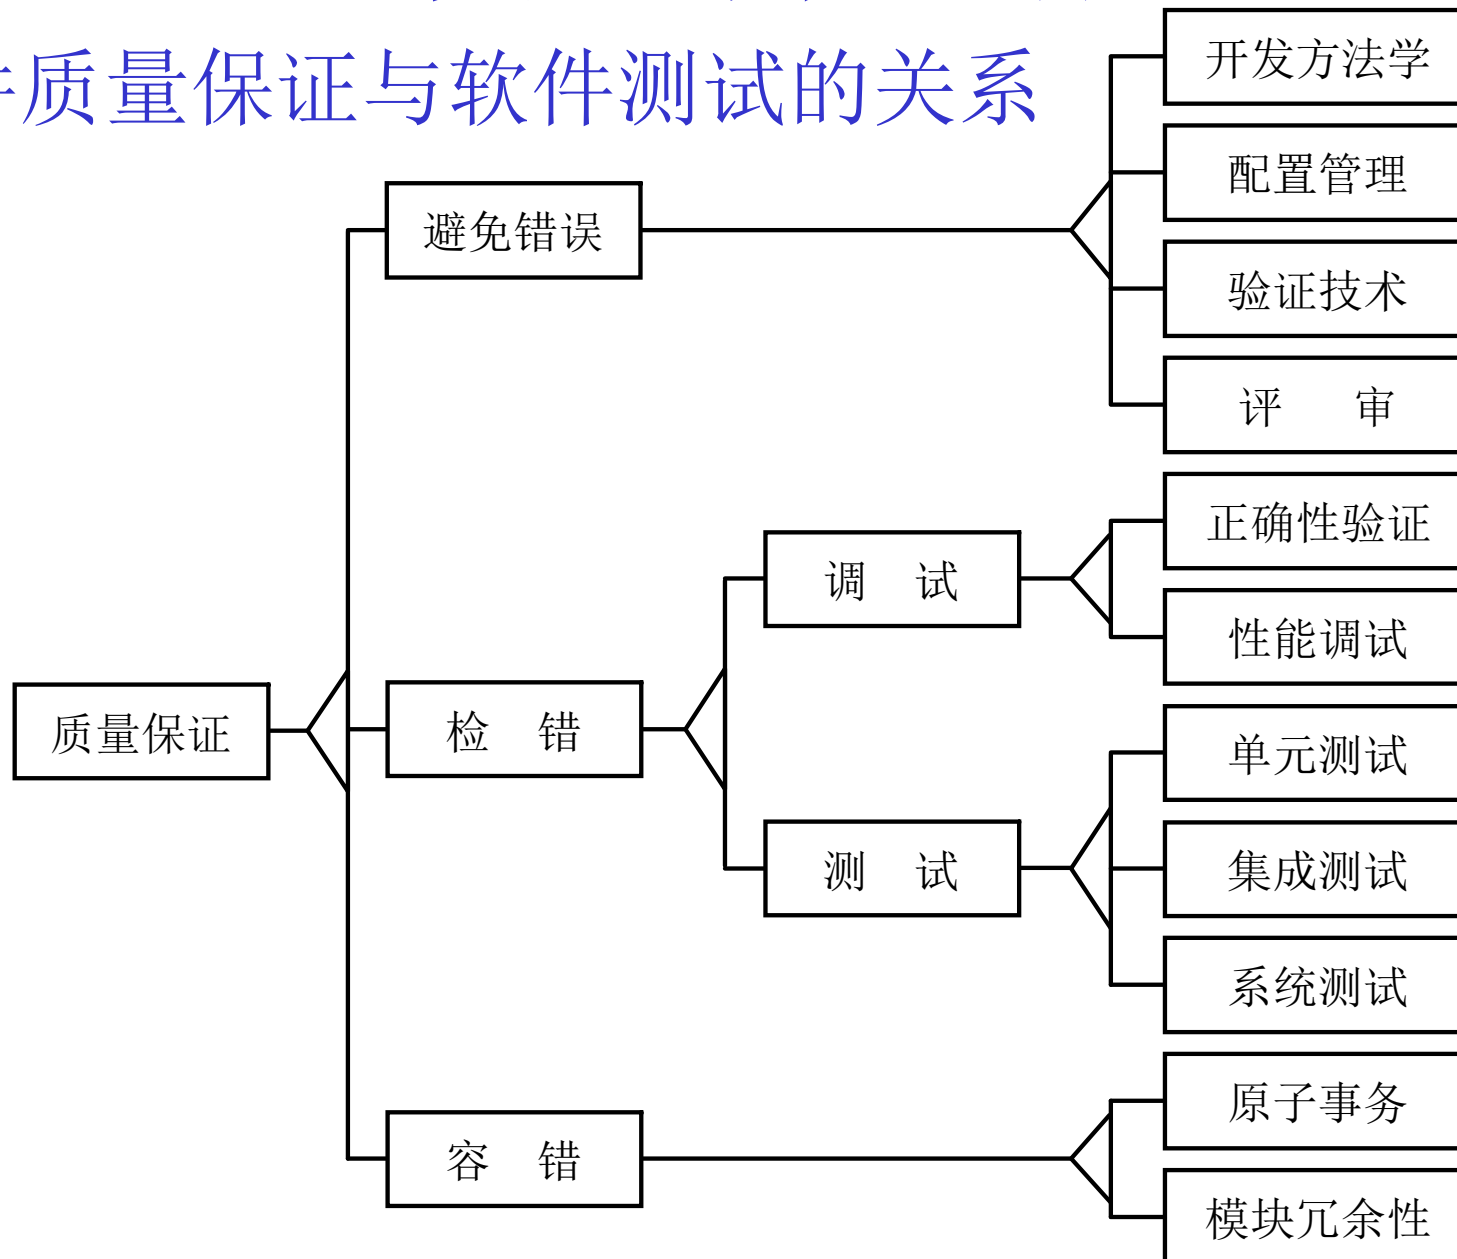 质量保证与软件测试的关系
开发方法学
配置管理
避免错误
验证技术
评 审
正确性验证
调 试
性能调试
质量保证
检 错
单元测试
测 试
集成测试
系统测试
原子事务
容 错
模块冗余性